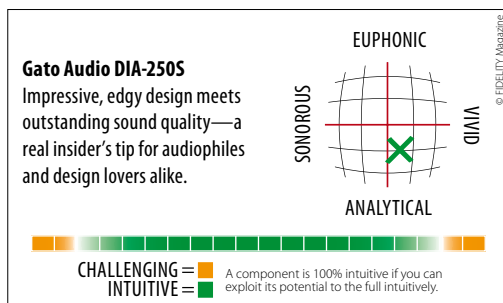 Gato Audio DIA-250S
Impressive, edgy design meets
outstanding sound quality—a
real insider's tip for audiophiles
and design lovers alike.
EUPHONIC
SONOROUS
VIVID
ANALYTICAL
© FIDELITY Magazine
CHALLENGING =
INTUITIVE =
A component is 100% intuitive if you can
exploit its potential to the full intuitively.